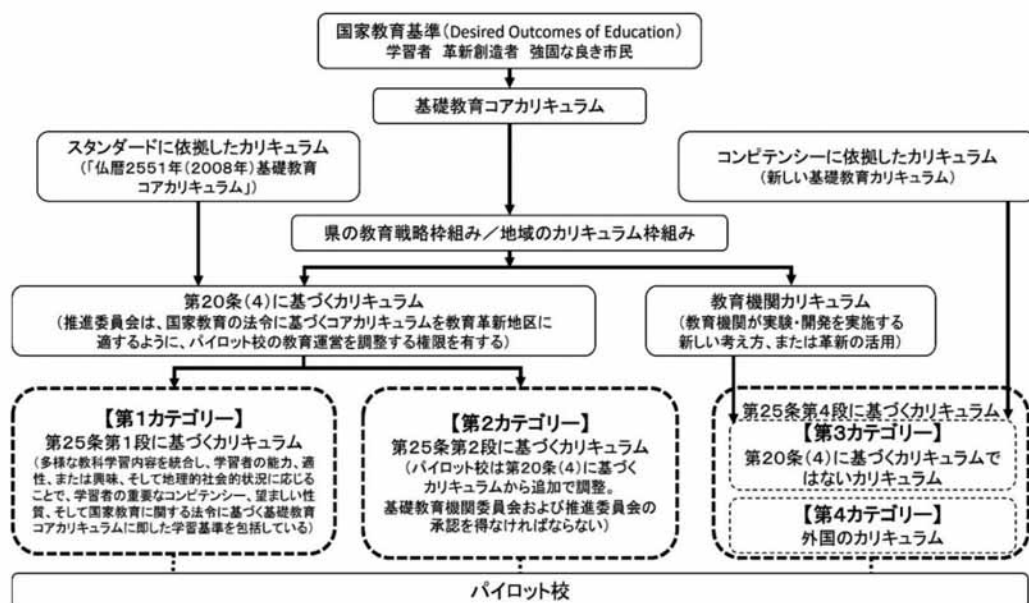 国家教育基準(Desired Outcomes of Education)
学習者 革新創造者 強固な良き市民
基礎教育コアカリキュラム
スタンダードに依拠したカリキュラム
(「仏暦2551年(2008年)基礎教育
コアカリキュラム」)
コンピテンシーに依拠したカリキュラム
(新しい基礎教育カリキュラム)
県の教育戦略枠組み/地域のカリキュラム枠組み
第20条(4)に基づくカリキュラム
(推進委員会は、国家教育の法令に基づくコアカリキュラムを教育革新地区に
適するように、パイロット校の教育運営を調整する権限を有する)
教育機関カリキュラム
(教育機関が実験・開発を実施する
新しい考え方、または革新の活用)
【第1カテゴリー】
第25条第1段に基づくカリキュラム
(多様な教科学習内容を統合し、学習者の能力、適
性、または興味、そして地理的社会的状況に応じる
ことで、学習者の重要なコンピテンシー、望ましい性
質、そして国家教育に関する法令に基づく基礎教育
コアカリキュラムに即した学習基準を包括している)
【第2カテゴリー】
第25条第2段に基づくカリキュラム
(パイロット校は第20条(4)に基づく
カリキュラムから追加で調整。
基礎教育機関委員会および推進委員会の
承認を得なければならない)
第25条第4段に基づくカリキュラム
【第3カテゴリー】
第20条(4)に基づくカリキュラムで
はないカリキュラム
【第4カテゴリー】
外国のカリキュラム
パイロット校